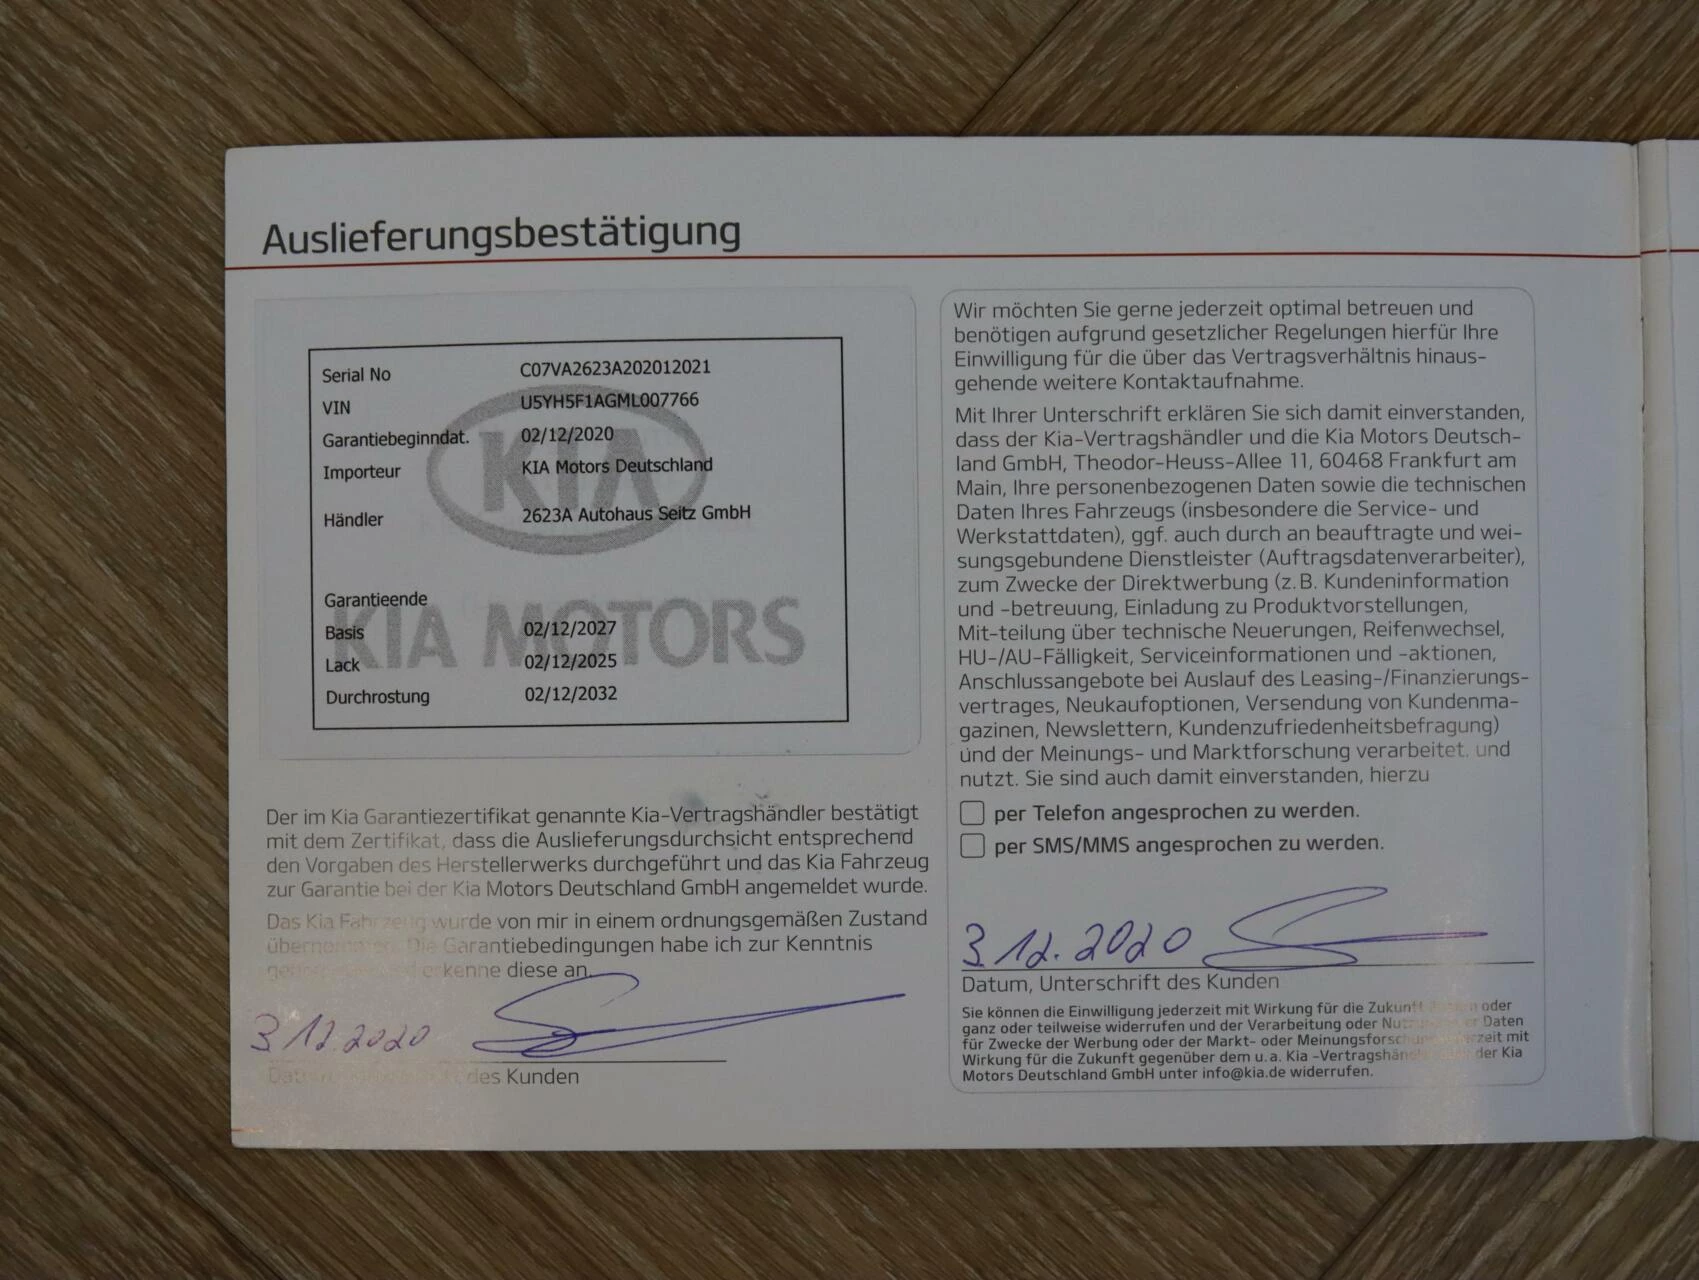 Auslieferungsbestätigung
Serial No C07VA2623A202012021
VIN U5YH5F1AGML007766
Garantiebeginndat. 02/12/2020
Importeur KIA Motors Deutschland
Händler 2623A Autohaus Seitz GmbH
KIA
Garantieende
KIA MOTORS
Basis 02/12/2027
Lack 02/12/2025
Durchrostung 02/12/2032
Der im Kia Garantiezertifikat genannte Kia-Vertragshändler bestätigt
mit dem Zertifikat, dass die Auslieferungsdurchsicht entsprechend
den Vorgaben des Herstellerwerks durchgeführt und das Kia Fahrzeug
zur Garantie bei der Kia Motors Deutschland GmbH angemeldet wurde.
Das Kia Fahrzeug wurde von mir in einem ordnungsgemäßen Zustand
übernommen. Die Garantiebedingungen habe ich zur Kenntnis
erkenne diese an.
3.12.2020
des Kunden
Wir möchten Sie gerne jederzeit optimal betreuen und
benötigen aufgrund gesetzlicher Regelungen hierfür Ihre
Einwilligung für die über das Vertragsverhältnis hinaus-
gehende weitere Kontaktaufnahme.
Mit Ihrer Unterschrift erklären Sie sich damit einverstanden,
dass der Kia-Vertragshändler und die Kia Motors Deutsch-
land GmbH, Theodor-Heuss-Allee 11, 60468 Frankfurt am
Main, Ihre personenbezogenen Daten sowie die technischen
Daten Ihres Fahrzeugs (insbesondere die Service- und
Werkstattdaten), ggf. auch durch an beauftragte und wei-
sungsgebundene Dienstleister (Auftragsdatenverarbeiter),
zum Zwecke der Direktwerbung (z.B. Kundeninformation
und -betreuung, Einladung zu Produktvorstellungen,
Mit-teilung über technische Neuerungen, Reifenwechsel,
HU-/AU-Fälligkeit, Serviceinformationen und -aktionen,
Anschlussangebote bei Auslauf des Leasing-/Finanzierungs-
vertrages, Neukaufoptionen, Versendung von Kundenma-
gazinen, Newslettern, Kundenzufriedenheitsbefragung)
und der Meinungs- und Marktforschung verarbeitet. und
nutzt. Sie sind auch damit einverstanden, hierzu
per Telefon angesprochen zu werden.
per SMS/MMS angesprochen zu werden.
3.12.2020
Datum, Unterschrift des Kunden
Sie können die Einwilligung jederzeit mit Wirkung für die Zukunft oder
ganz oder teilweise widerrufen und der Verarbeitung oder Daten
für Zwecke der Werbung oder der Markt- oder Meinungsforschung jederzeit mit
Wirkung für die Zukunft gegenüber dem u.a. Kia -Vertragshändler der Kia
Motors Deutschland GmbH unter info@kia.de widerrufen.